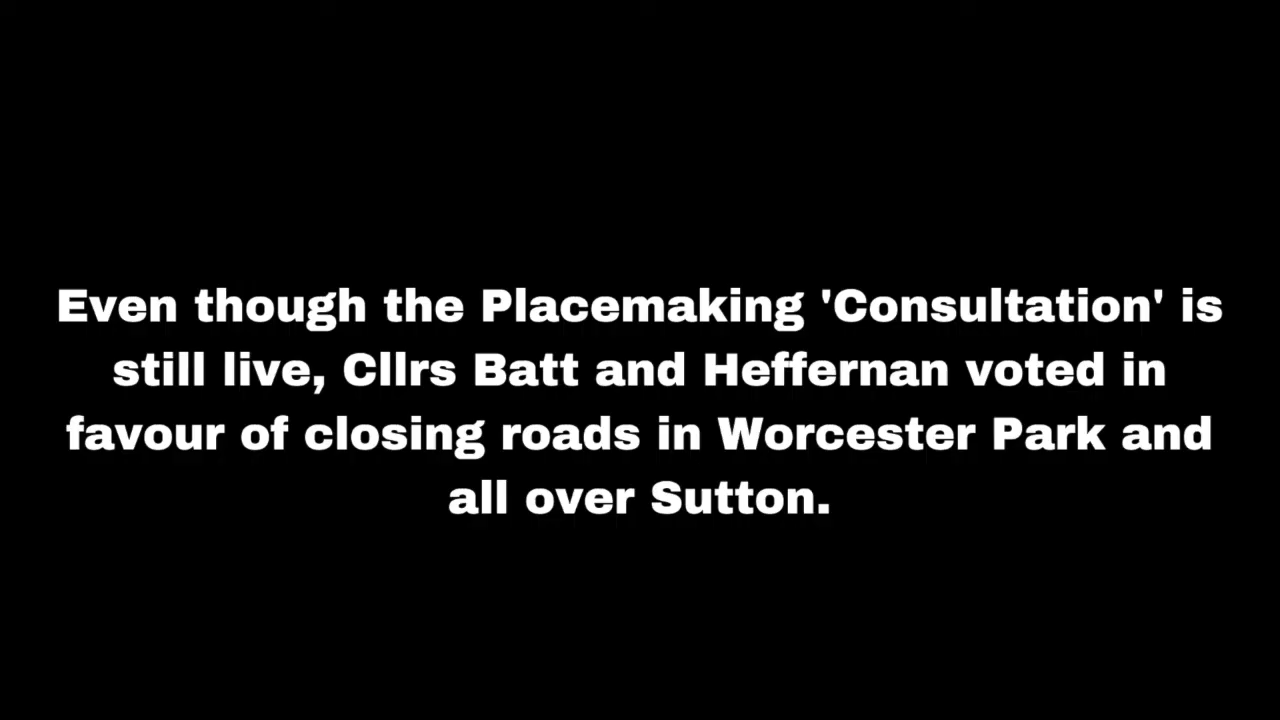 Even though the Placemaking 'Consultation' is
still live, Cllrs Batt and Heffernan voted in
favour of closing roads in Worcester Park and
all over Sutton.